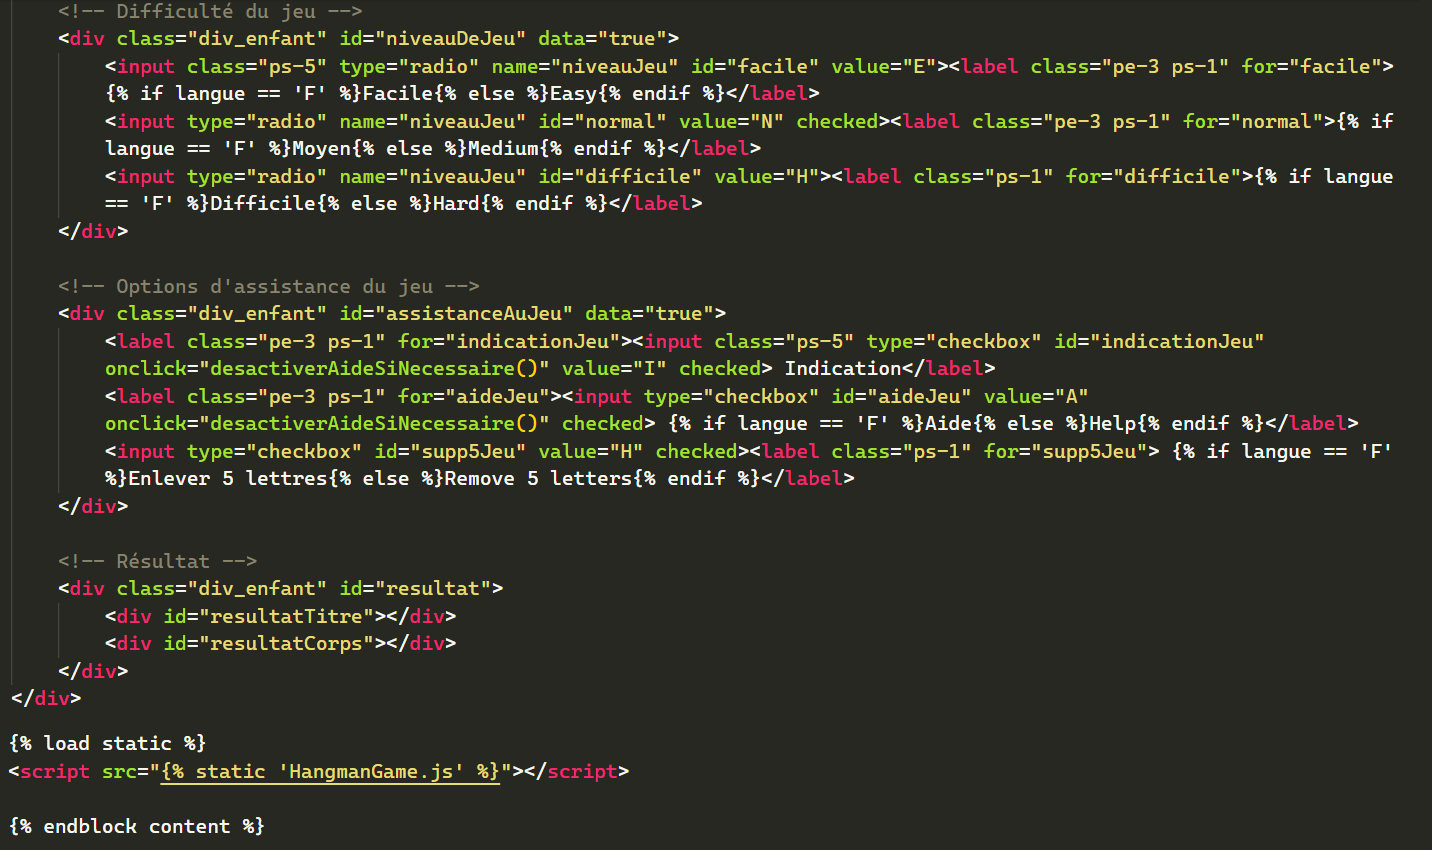 <!-- Difficulté du jeu -->
<div class="div_enfant" id="niveauDeJeu" data="true">
<input class="ps-5" type="radio" name="niveauJeu" id="facile" value="E"><label class="pe-3 ps-1" for="facile">
{% if langue == 'F' %}Facile{% else %}Easy{% endif %}</label>
<input type="radio" name="niveauJeu" id="normal" value="N" checked><label class="pe-3 ps-1" for="normal">{% if
langue == 'F' %}Moyen{% else %}Medium{% endif %}</label>
<input type="radio" name="niveauJeu" id="difficile" value="H"><label class="ps-1" for="difficile">{% if langue
== 'F' %}Difficile{% else %}Hard{% endif %}</label>
</div>
<!-- Options d'assistance du jeu -->
<div class="div_enfant" id="assistanceAuJeu" data="true">
<label class="pe-3 ps-1" for="indicationJeu"><input class="ps-5" type="checkbox" id="indicationJeu"
onclick="desactiverAideSiNecessaire()" value="I" checked> Indication</label>
<label class="pe-3 ps-1" for="aideJeu"><input type="checkbox" id="aideJeu" value="A"
onclick="desactiverAideSiNecessaire()" checked> {% if langue == 'F' %}Aide{% else %}Help{% endif %}</label>
<input type="checkbox" id="supp5Jeu" value="H" checked><label class="ps-1" for="supp5Jeu"> {% if langue == 'F'
%}Enlever 5 lettres{% else %}Remove 5 letters{% endif %}</label>
</div>
<!-- Résultat -->
<div class="div_enfant" id="resultat">
<div id="resultatTitre"></div>
<div id="resultatCorps"></div>
</div>
</div>
{% load static %}
<script src="{% static 'HangmanGame.js' %}"></script>
{% endblock content %}